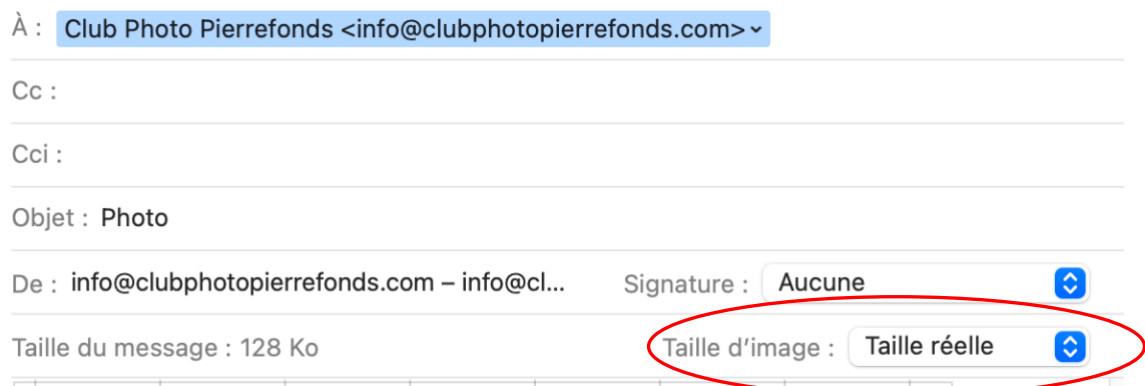 À : Club Photo Pierrefonds <info@clubphotopierrefonds.com>
Cc :
Cci :
Objet : Photo
De : info@clubphotopierrefonds.com – info@cl... Signature : Aucune
Taille du message : 128 Ko Taille d’image : Taille réelle